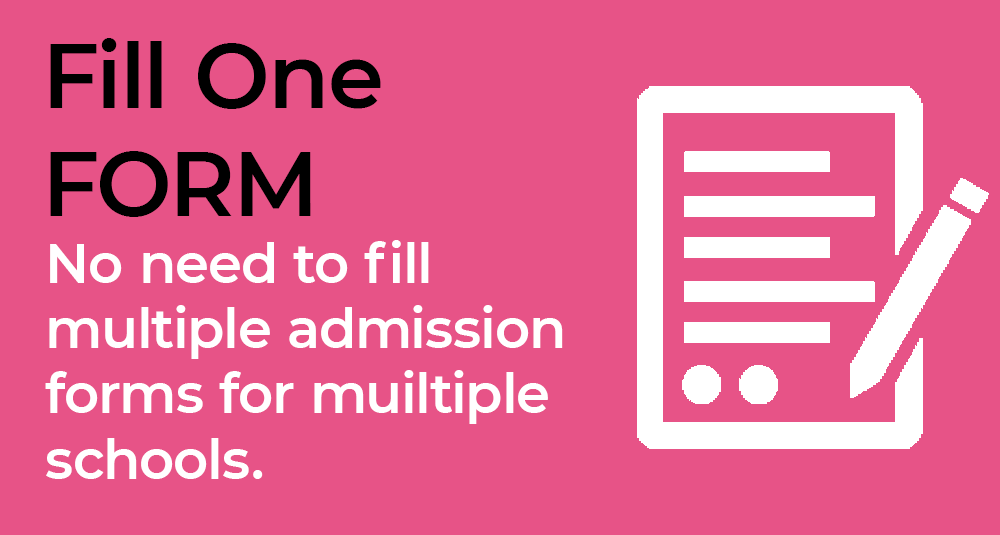 Fill One
FORM
No need to fill
multiple admission
forms for muiltiple
schools.